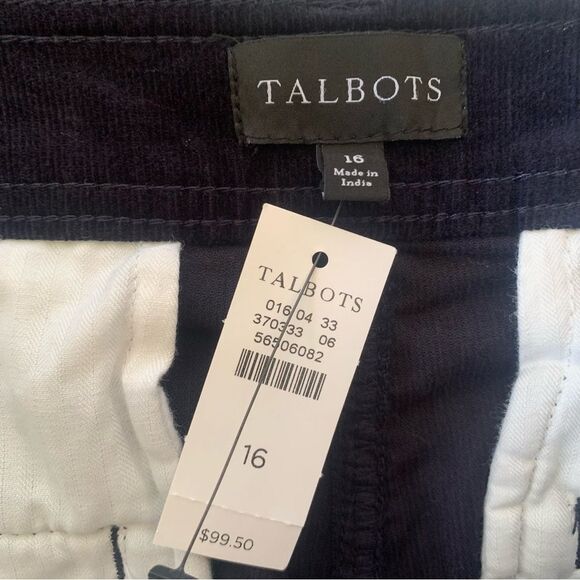 TALBOTS
16
Made in
India
TALBOTS
016 04 33
370333 06
56506082
16
$99.50